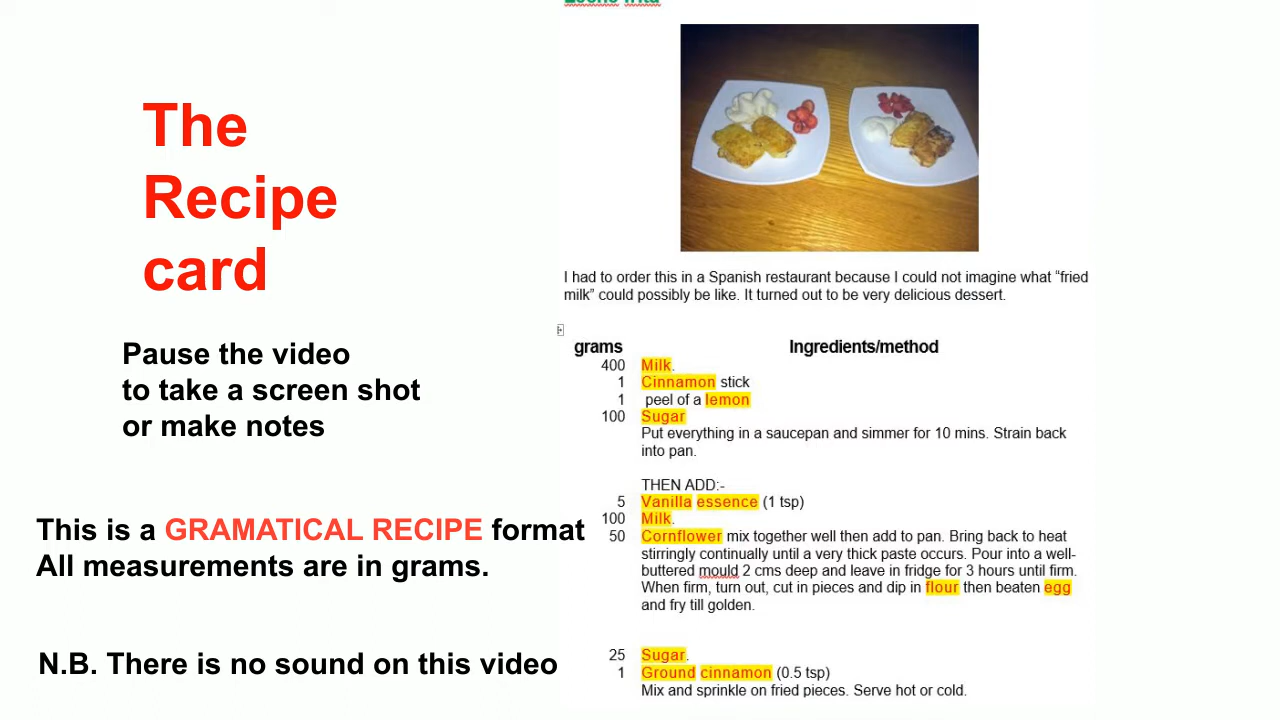 The
Recipe
card
Pause the video
to take a screen shot
or make notes
This is a GRAMATICAL RECIPE format
All measurements are in grams.
N.B. There is no sound on this video
I had to order this in a Spanish restaurant because I could not imagine what “fried
milk” could possibly be like. It turned out to be very delicious dessert.
grams Ingredients/method
400 Milk.
1 Cinnamon stick
1 peel of a lemon
100 Sugar
Put everything in a saucepan and simmer for 10 mins. Strain back
into pan.
THEN ADD:-
5 Vanilla essence (1 tsp)
100 Milk.
50 Cornflower mix together well then add to pan. Bring back to heat
stirringly continually until a very thick paste occurs. Pour into a well-
buttered mould 2 cms deep and leave in fridge for 3 hours until firm.
When firm, turn out, cut in pieces and dip in flour then beaten egg
and fry till golden.
25 Sugar.
1 Ground cinnamon (0.5 tsp)
Mix and sprinkle on fried pieces. Serve hot or cold.